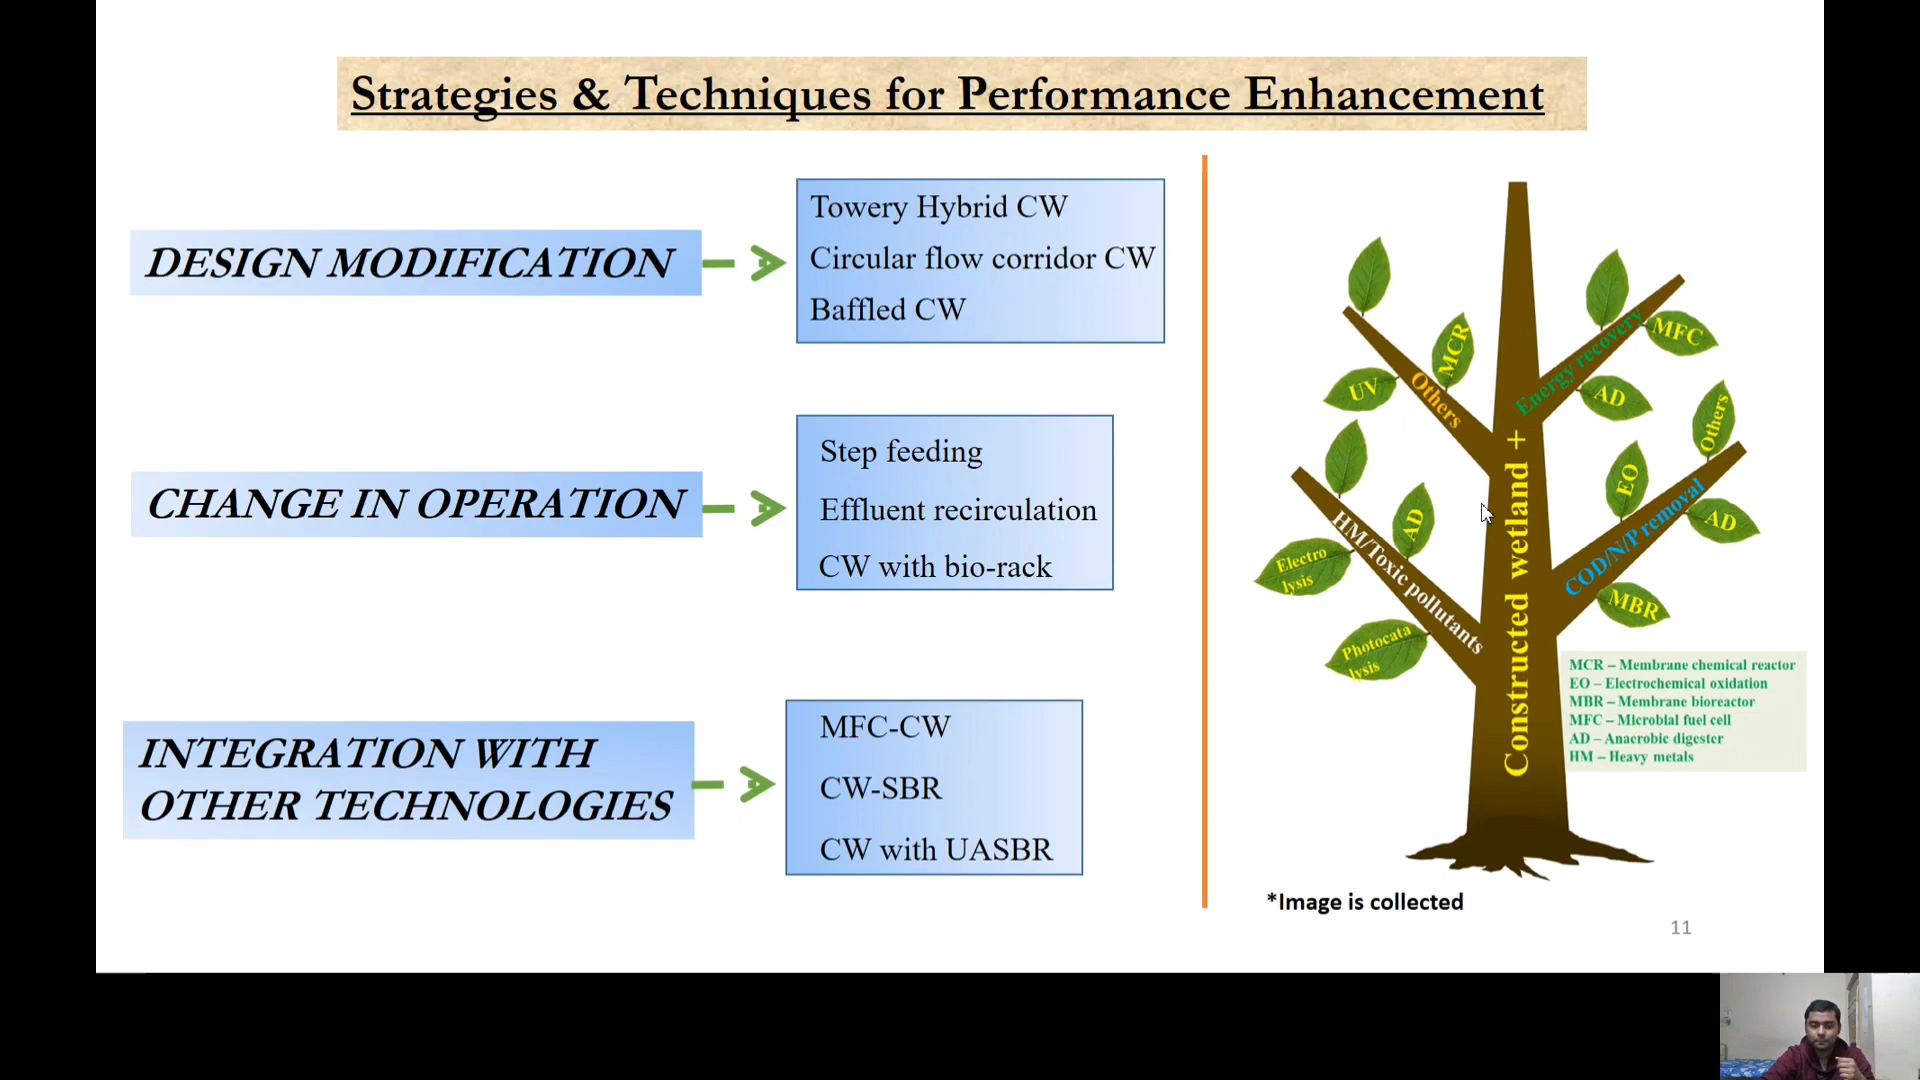 Strategies & Techniques for Performance Enhancement
DESIGN MODIFICATION
Towery Hybrid CW
Circular flow corridor CW
Baffled CW
CHANGE IN OPERATION
Step feeding
Effluent recirculation
CW with bio-rack
INTEGRATION WITH
OTHER TECHNOLOGIES
MFC-CW
CW-SBR
CW with UASBR
Constructed wetland +
Others
UV
MCR
Energy recovery
MFC
AD
HM/Toxic pollutants
AD
Electro
lysis
Photocata
lysis
COD/N/P removal
Others
EO
AD
MBR
MCR – Membrane chemical reactor
EO – Electrochemical oxidation
MBR – Membrane bioreactor
MFC – Microbial fuel cell
AD – Anaerobic digester
HM – Heavy metals
*Image is collected
11